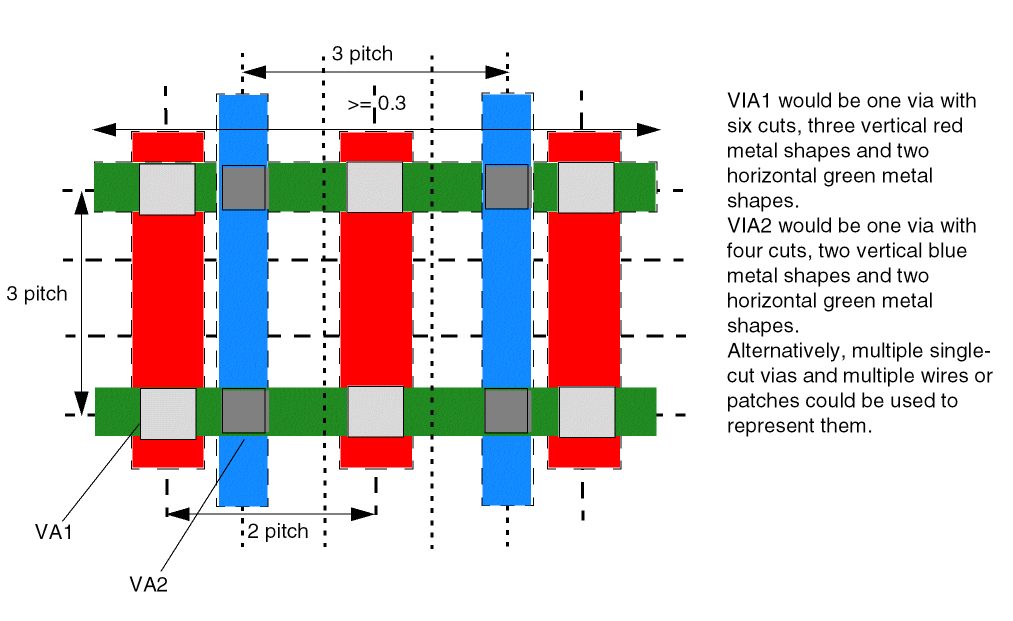 3 pitch
>= 0.3
3 pitch
2 pitch
VA1
VA2
VIA1 would be one via with
six cuts, three vertical red
metal shapes and two
horizontal green metal
shapes.
VIA2 would be one via with
four cuts, two vertical blue
metal shapes and two
horizontal green metal
shapes.
Alternatively, multiple single-
cut vias and multiple wires or
patches could be used to
represent them.